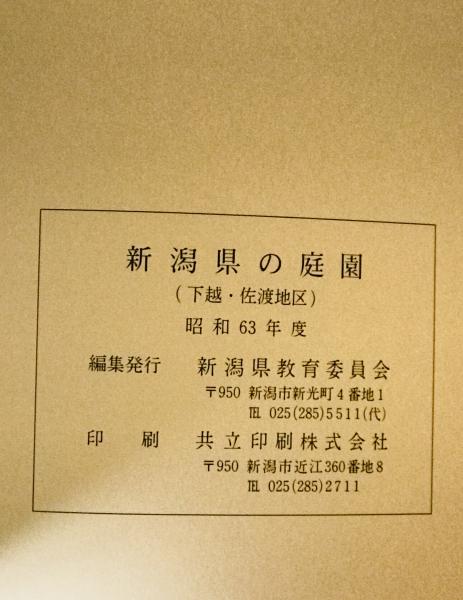 新潟県の庭園
(下越・佐渡地区)
昭和63年度
編集発行 新潟県教育委員会
〒950 新潟市新光町4番地1
℡ 025(285)5511(代)
印刷 共立印刷株式会社
〒950 新潟市近江360番地8
℡ 025(285)2711